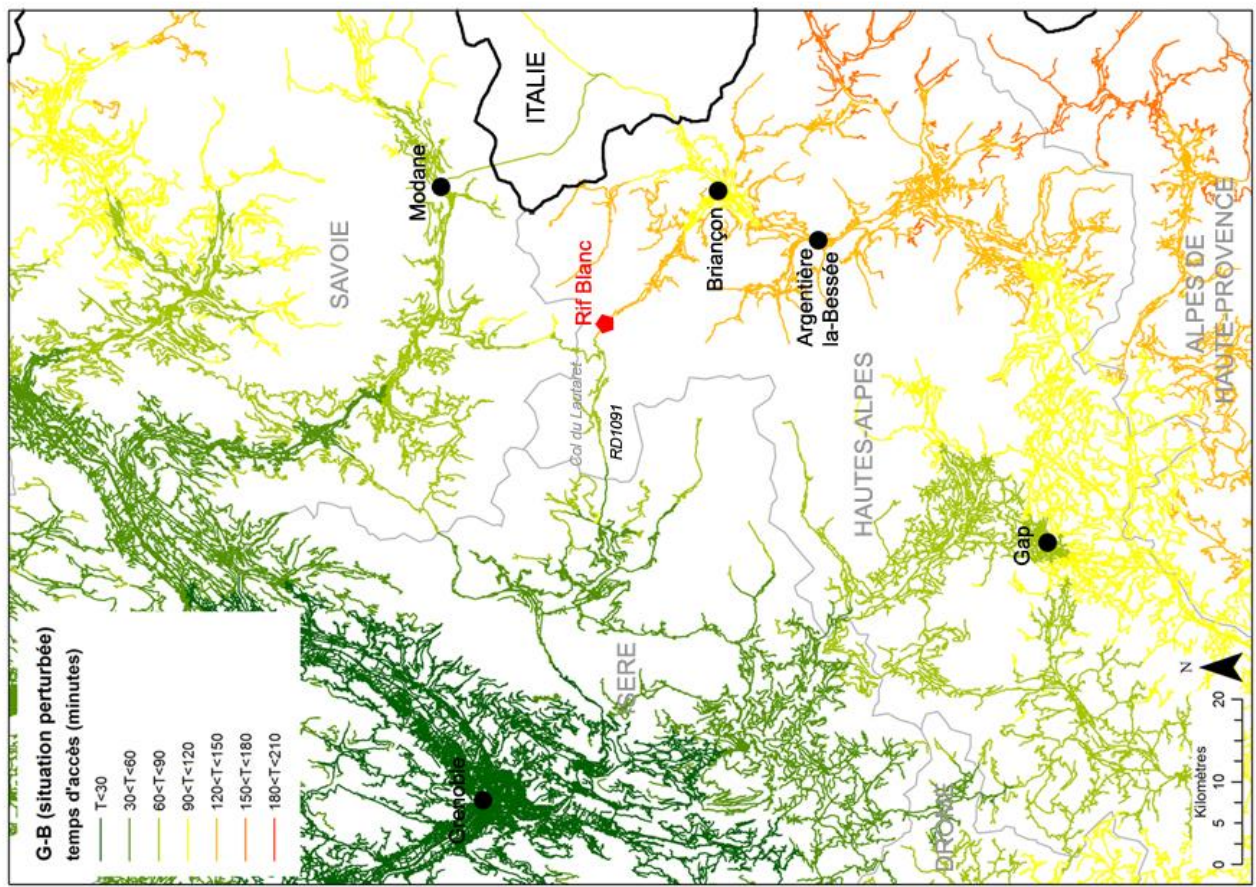 G-B (situation perturbée)
temps d'accès (minutes)
T<30
30<T<60
60<T<90
90<T<120
120<T<150
150<T<180
180<T<210
SAVOIE
Modane
ITALIE
Grenoble
Rif Blanc
Col du Lautaret
RD1091
ISERE
Briançon
Argentière
la-Bessée
HAUTES-ALPES
Gap
DROME
ALPES DE
HAUTE-PROVENCE
N
Kilomètres
0 5 10 20